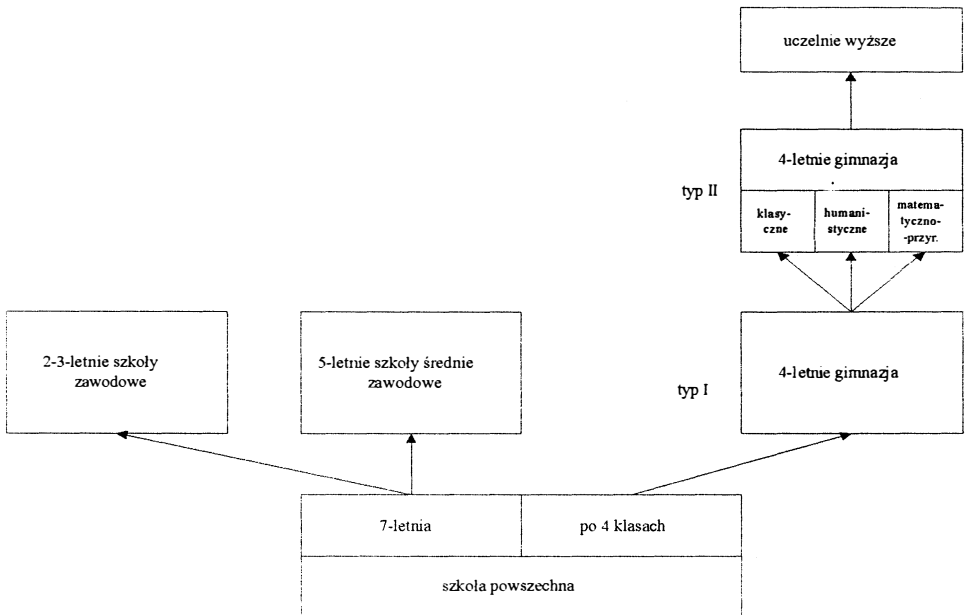 uczelnie wyższe
4-letnie gimnazja
typ II
klasy-
czne
humani-
styczne
matema-
tyczno-
-przyr.
2-3-letnie szkoły
zawodowe
5-letnie szkoły średnie
zawodowe
4-letnie gimnazja
typ I
7-letnia
po 4 klasach
szkoła powszechna